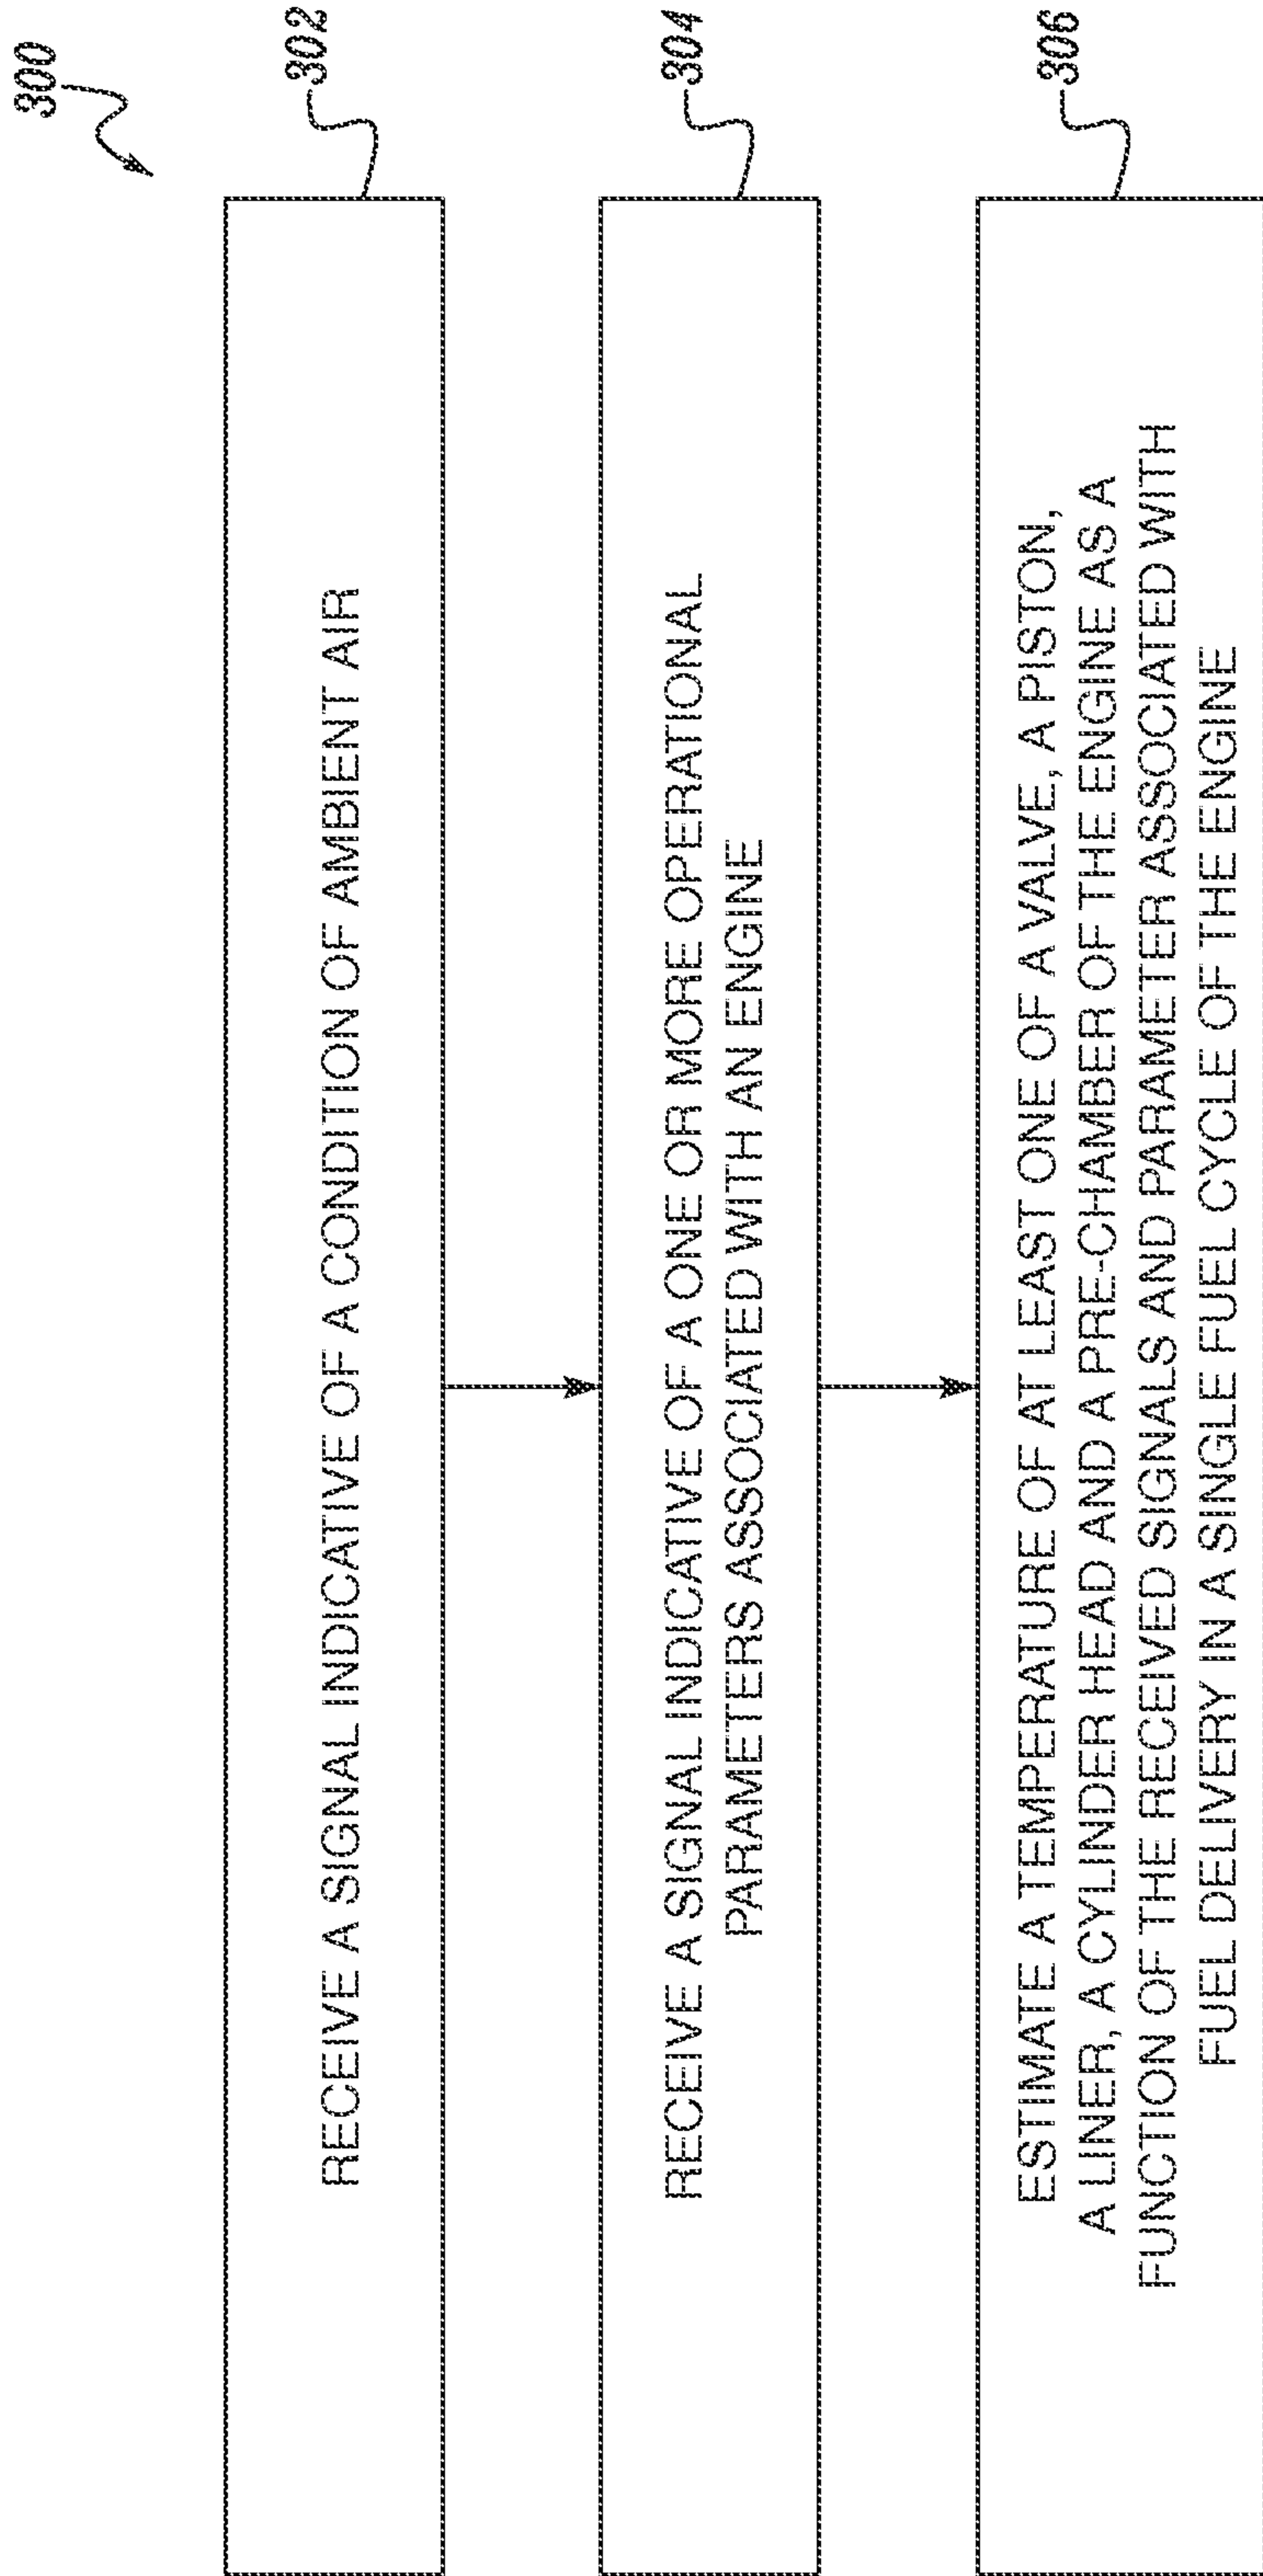 300
302
RECEIVE A SIGNAL INDICATIVE OF A CONDITION OF AMBIENT AIR
304
RECEIVE A SIGNAL INDICATIVE OF A ONE OR MORE OPERATIONAL
PARAMETERS ASSOCIATED WITH AN ENGINE
306
ESTIMATE A TEMPERATURE OF AT LEAST ONE OF A VALVE, A PISTON,
A LINER, A CYLINDER HEAD AND A PRE-CHAMBER OF THE ENGINE AS A
FUNCTION OF THE RECEIVED SIGNALS AND PARAMETER ASSOCIATED WITH
FUEL DELIVERY IN A SINGLE FUEL CYCLE OF THE ENGINE